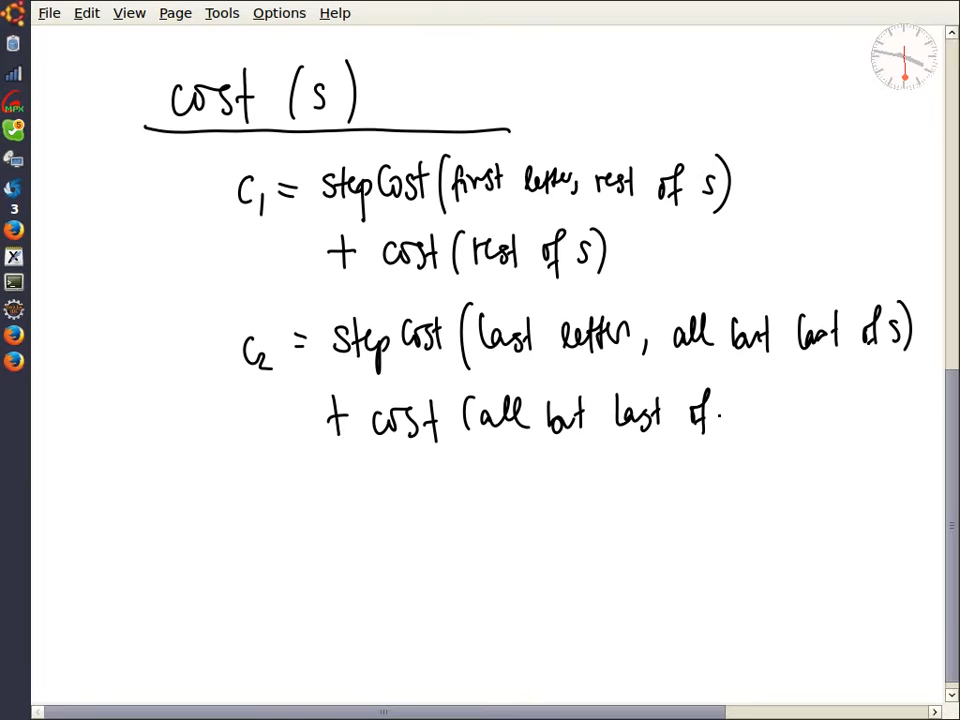 File Edit View Page Tools Options Help
cost (s)
C1 = stepCost(first letter, rest of s)
+ cost(rest of s)
C2 = stepCost(last letter, all but last of s)
+ cost (all but last of
3